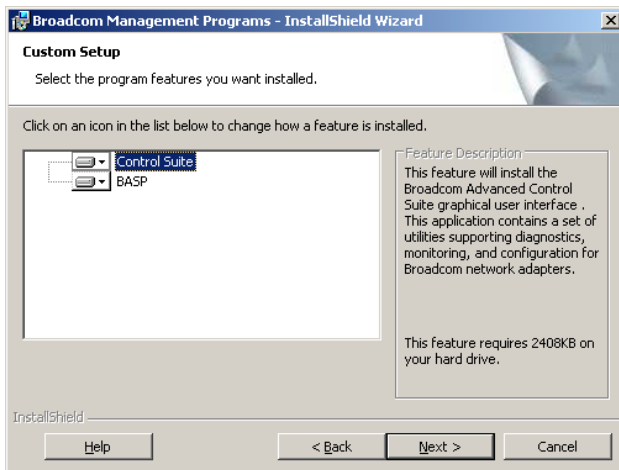 Broadcom Management Programs - InstallShield Wizard
Custom Setup
Select the program features you want installed.
Click on an icon in the list below to change how a feature is installed.
Control Suite
BASP
Feature Description
This feature will install the
Broadcom Advanced Control
Suite graphical user interface .
This application contains a set of
utilities supporting diagnostics,
monitoring, and configuration for
Broadcom network adapters.
This feature requires 2408KB on
your hard drive.
InstallShield
Help
< Back
Next >
Cancel